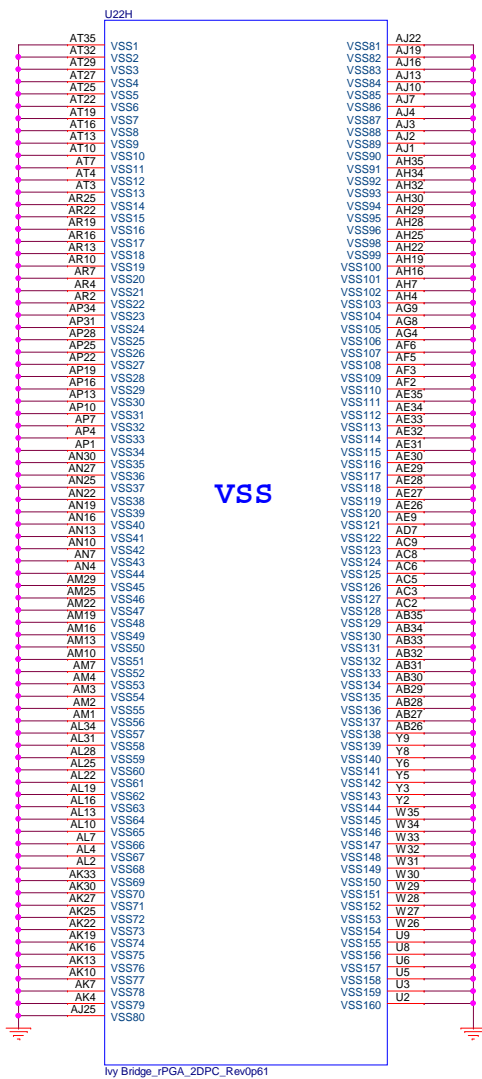 U22H
AT35 VSS1
AT32 VSS2
AT29 VSS3
AT27 VSS4
AT25 VSS5
AT22 VSS6
AT19 VSS7
AT16 VSS8
AT13 VSS9
AT10 VSS10
AT7 VSS11
AT4 VSS12
AT3 VSS13
AR25 VSS14
AR22 VSS15
AR19 VSS16
AR16 VSS17
AR13 VSS18
AR10 VSS19
AR7 VSS20
AR4 VSS21
AR2 VSS22
AP34 VSS23
AP31 VSS24
AP28 VSS25
AP25 VSS26
AP22 VSS27
AP19 VSS28
AP16 VSS29
AP13 VSS30
AP10 VSS31
AP7 VSS32
AP4 VSS33
AP1 VSS34
AN30 VSS35
AN27 VSS36
AN25 VSS37
AN22 VSS38
AN19 VSS39
AN16 VSS40
AN13 VSS41
AN10 VSS42
AN7 VSS43
AN4 VSS44
AM29 VSS45
AM25 VSS46
AM22 VSS47
AM19 VSS48
AM16 VSS49
AM13 VSS50
AM10 VSS51
AM7 VSS52
AM4 VSS53
AM3 VSS54
AM2 VSS55
AM1 VSS56
AL34 VSS57
AL31 VSS58
AL28 VSS59
AL25 VSS60
AL22 VSS61
AL19 VSS62
AL16 VSS63
AL13 VSS64
AL10 VSS65
AL7 VSS66
AL4 VSS67
AL2 VSS68
AK33 VSS69
AK30 VSS70
AK27 VSS71
AK25 VSS72
AK22 VSS73
AK19 VSS74
AK16 VSS75
AK13 VSS76
AK10 VSS77
AK7 VSS78
AK4 VSS79
AJ25 VSS80
VSS
VSS81 AJ22
VSS82 AJ19
VSS83 AJ16
VSS84 AJ13
VSS85 AJ10
VSS86 AJ7
VSS87 AJ4
VSS88 AJ3
VSS89 AJ2
VSS90 AJ1
VSS91 AH35
VSS92 AH34
VSS93 AH32
VSS94 AH30
VSS95 AH29
VSS96 AH28
VSS98 AH25
VSS99 AH22
VSS100 AH19
VSS101 AH16
VSS102 AH7
VSS103 AH4
VSS104 AG9
VSS105 AG8
VSS106 AG4
VSS107 AF6
VSS108 AF5
VSS109 AF3
VSS110 AF2
VSS111 AE35
VSS112 AE34
VSS113 AE33
VSS114 AE32
VSS115 AE31
VSS116 AE30
VSS117 AE29
VSS118 AE28
VSS119 AE27
VSS120 AE26
VSS121 AE9
VSS122 AD7
VSS123 AC9
VSS124 AC8
VSS125 AC6
VSS126 AC5
VSS127 AC3
VSS128 AC2
VSS129 AB35
VSS130 AB34
VSS131 AB33
VSS132 AB32
VSS133 AB31
VSS134 AB30
VSS135 AB29
VSS136 AB28
VSS137 AB27
VSS138 AB26
VSS139 Y9
VSS140 Y8
VSS141 Y6
VSS142 Y5
VSS143 Y3
VSS144 Y2
VSS145 W35
VSS146 W34
VSS147 W33
VSS148 W32
VSS149 W31
VSS150 W30
VSS151 W29
VSS152 W28
VSS153 W27
VSS154 W26
VSS155 U9
VSS156 U8
VSS157 U6
VSS158 U5
VSS159 U3
VSS160 U2
Ivy Bridge_rPGA_2DPC_Rev0p61